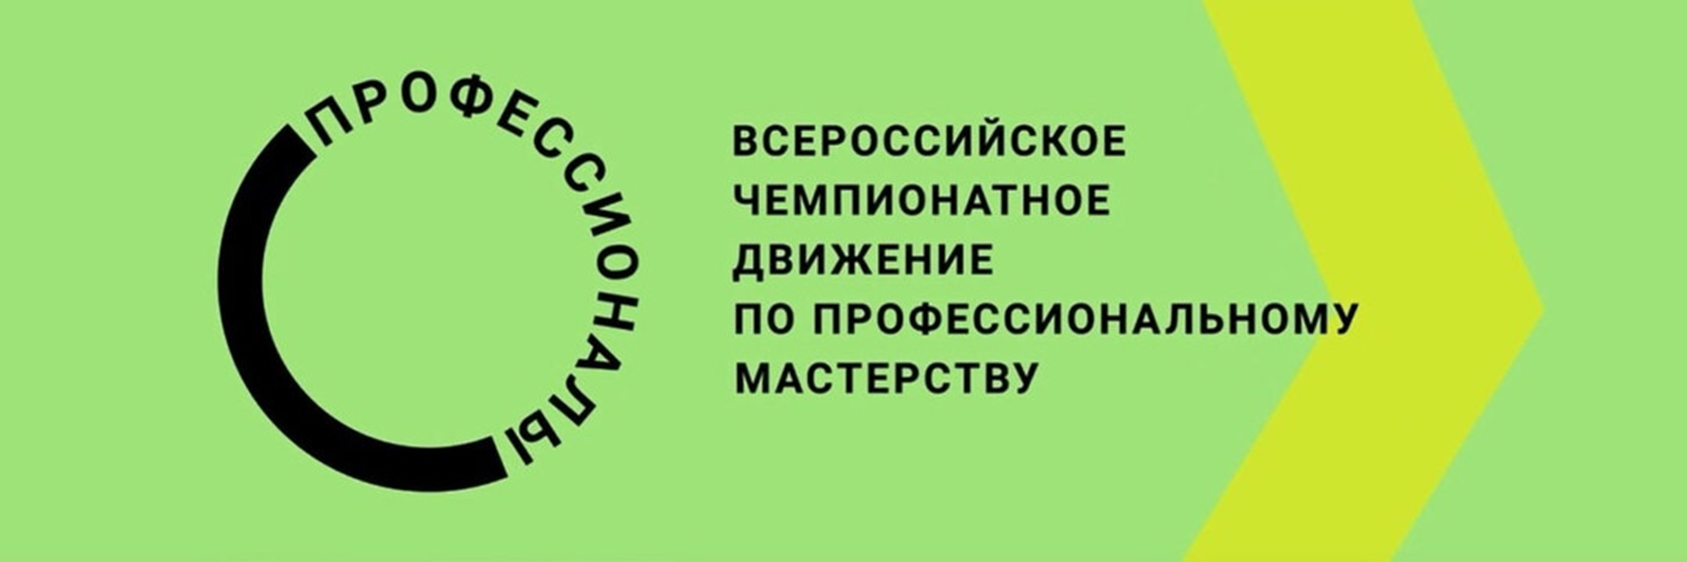 ПРОФЕССИОНАЛЫ
ВСЕРОССИЙСКОЕ
ЧЕМПИОНАТНОЕ
ДВИЖЕНИЕ
ПО ПРОФЕССИОНАЛЬНОМУ
МАСТЕРСТВУ